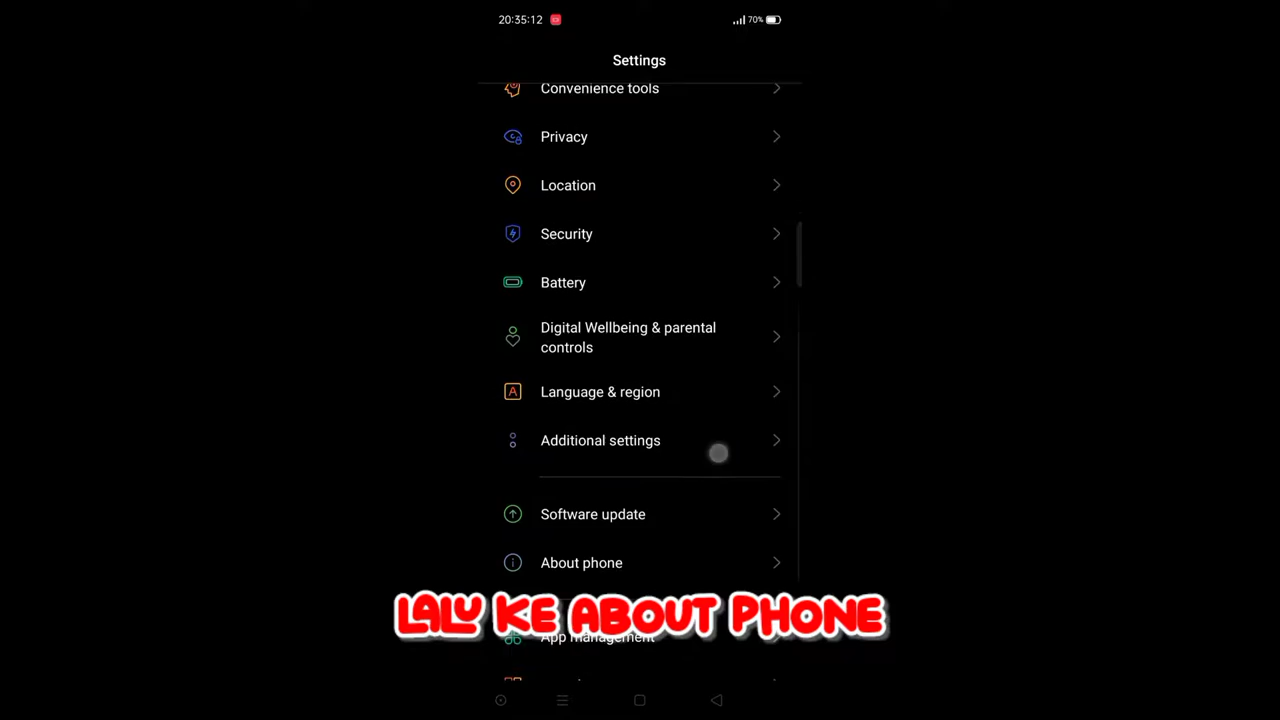 20:35:12
70%
Settings
Convenience tools
Privacy
Location
Security
Battery
Digital Wellbeing & parental
controls
Language & region
A
Additional settings
Software update
About phone
LALU KE ABOUT PHONE
App management